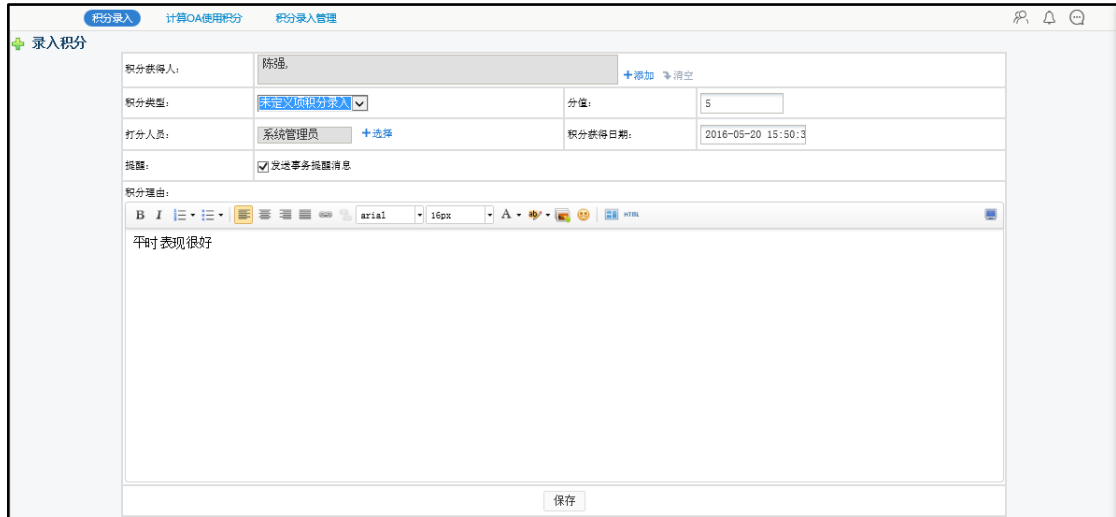 积分录入 计算OA使用积分 积分录入管理
录入积分
积分获得人: 陈强, 添加 清空
积分类型: 未定义项积分录入 分值: 5
打分人员: 系统管理员 选择 积分获得日期: 2016-05-20 15:50:3
提醒: 发送事务提醒消息
积分理由:
B I arial 16px A ab HTML
平时表现很好
保存